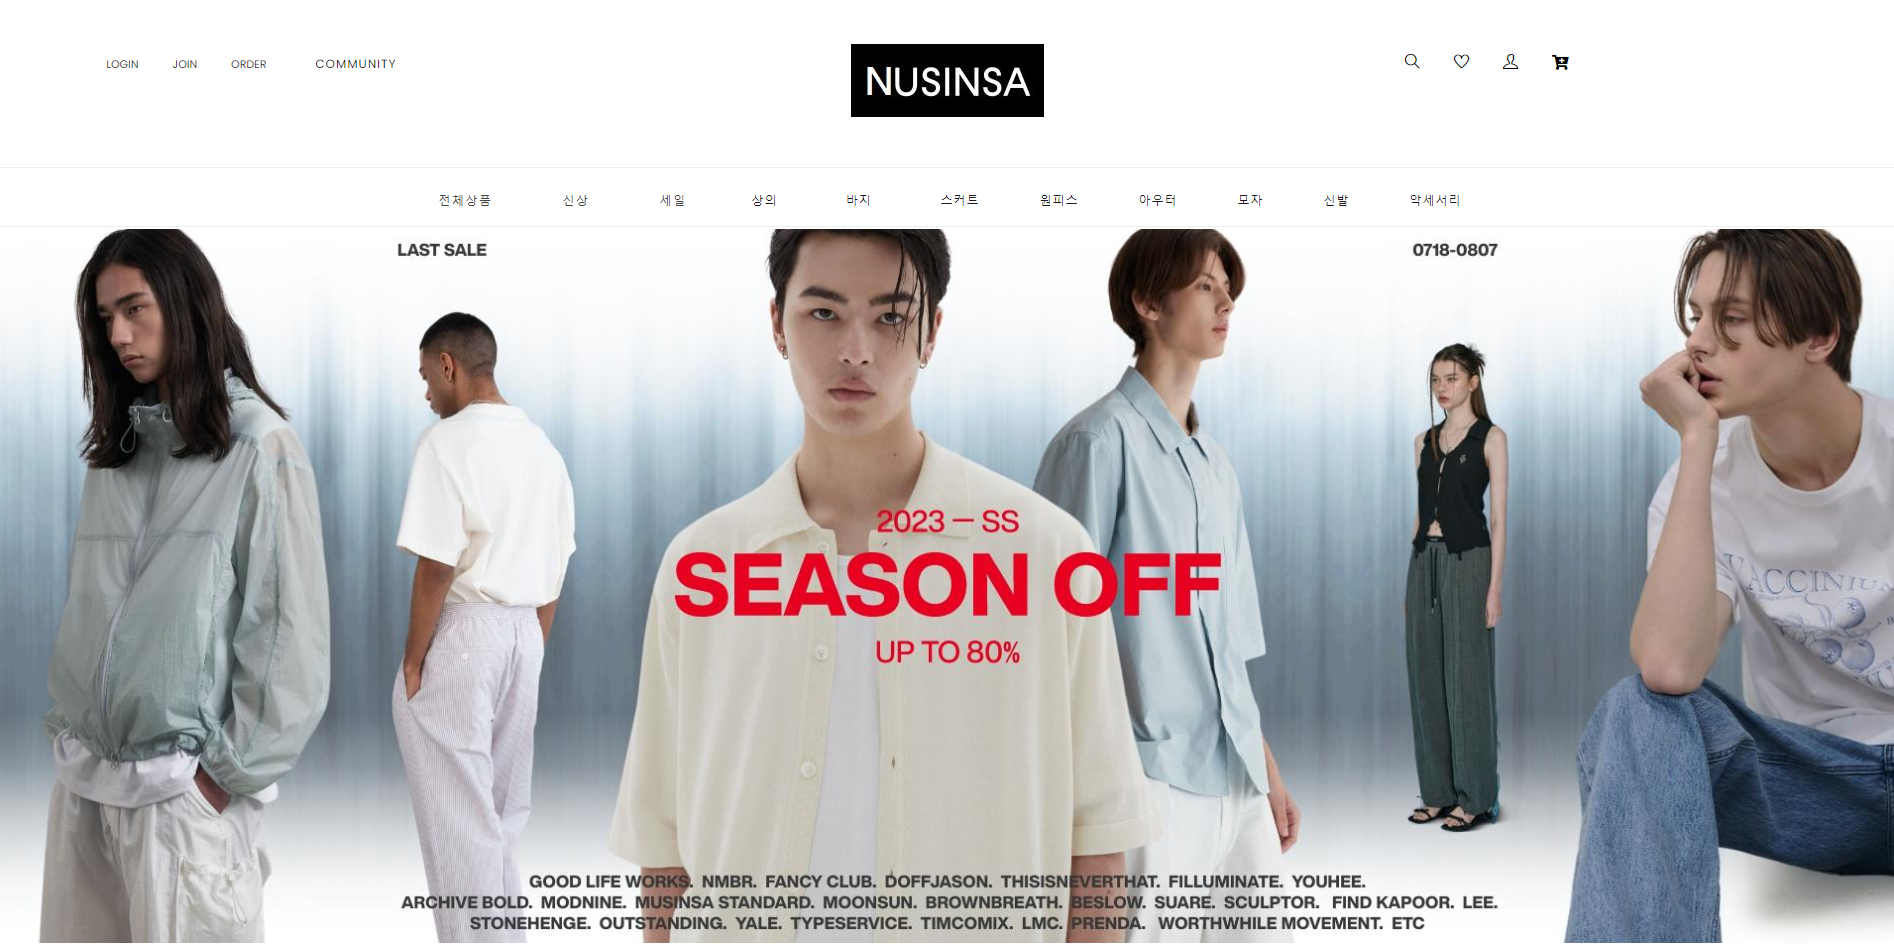 LOGIN JOIN ORDER COMMUNITY
NUSINSA
전체상품 신상 세일 상의 바지 스커트 원피스 아우터 모자 신발 악세서리
LAST SALE 0718-0807
2023 — SS
SEASON OFF
UP TO 80%
VACCINIUM
GOOD LIFE WORKS. NMBR. FANCY CLUB. DOFFJASON. THISISNEVERTHAT. FILLUMINATE. YOUHEE.
ARCHIVE BOLD. MODNINE. MUSINSA STANDARD. MOONSUN. BROWNBREATH. BESLOW. SUARE. SCULPTOR. FIND KAPOOR. LEE.
STONEHENGE. OUTSTANDING. YALE. TYPESERVICE. TIMCOMIX. LMC. PRENDA. WORTHWHILE MOVEMENT. ETC